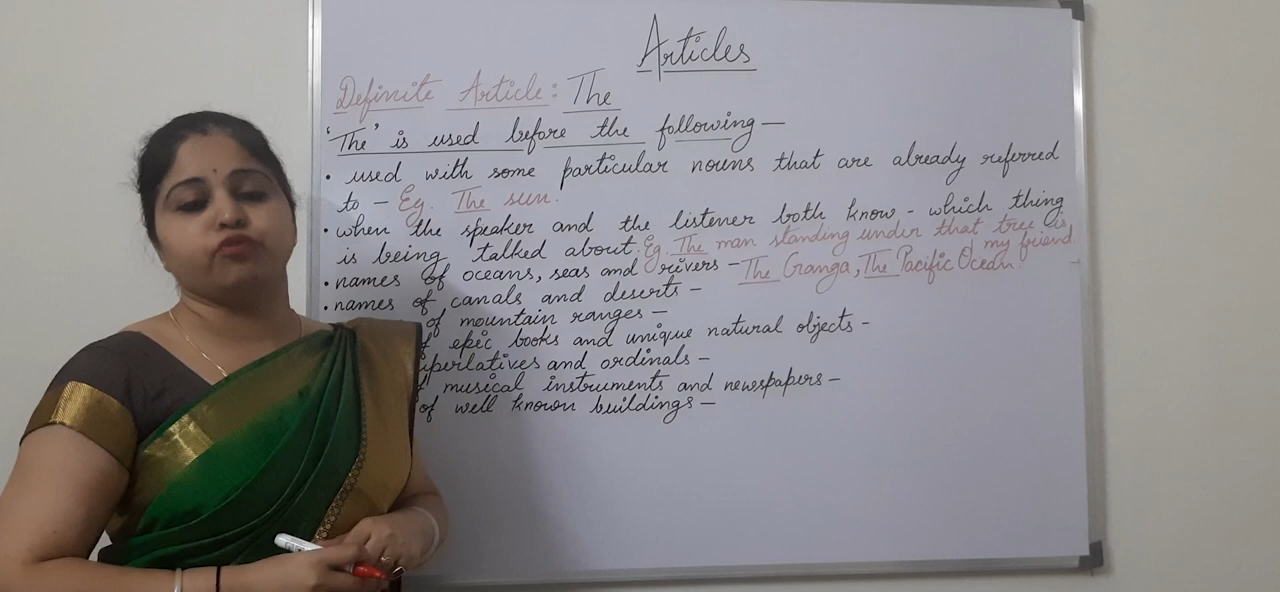 Articles
Definite Article: The
'The' is used before the following —
• used with some particular nouns that are already referred
to – Eg. The sun.
• when the speaker and the listener both know - which thing
is being talked about. Eg. The man standing under that tree is
my friend.
• names of oceans, seas and rivers – The Ganga, The Pacific Ocean.
• names of canals and deserts –
of mountain ranges –
of epic books and unique natural objects –
uperlatives and ordinals –
f musical instruments and newspapers –
of well known buildings –